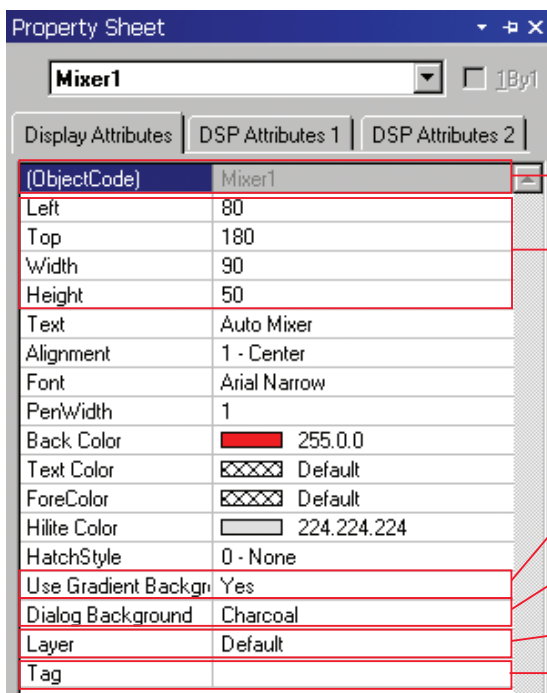 Property Sheet
Mixer1 1By1
Display Attributes DSP Attributes 1 DSP Attributes 2
(ObjectCode) Mixer1
Left 80
Top 180
Width 90
Height 50
Text Auto Mixer
Alignment 1 - Center
Font Arial Narrow
PenWidth 1
Back Color 255.0.0
Text Color Default
ForeColor Default
Hilite Color 224.224.224
HatchStyle 0 - None
Use Gradient Backgr Yes
Dialog Background Charcoal
Layer Default
Tag